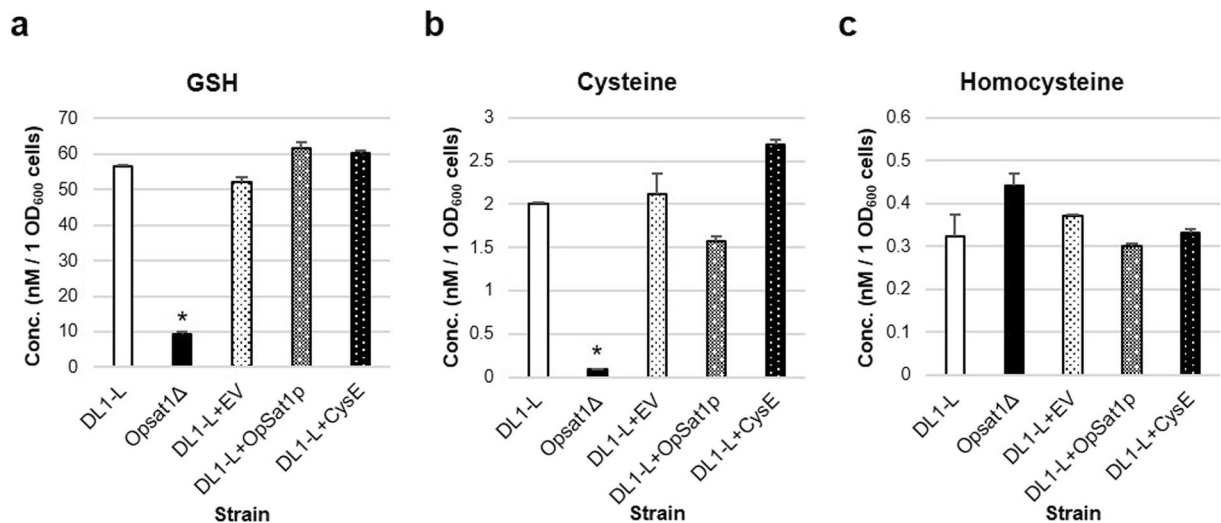 a
GSH
Conc. (nM / 1 OD600 cells)
70
60
50
40
30
20
10
0
*
DL1-L
Opsat1Δ
DL1-L+EV
DL1-L+OpSat1p
DL1-L+CysE
Strain
b
Cysteine
Conc. (nM / 1 OD600 cells)
3
2.5
2
1.5
1
0.5
0
*
DL1-L
Opsat1Δ
DL1-L+EV
DL1-L+OpSat1p
DL1-L+CysE
Strain
c
Homocysteine
Conc. (nM / 1 OD600 cells)
0.6
0.5
0.4
0.3
0.2
0.1
0
DL1-L
Opsat1Δ
DL1-L+EV
DL1-L+OpSat1p
DL1-L+CysE
Strain